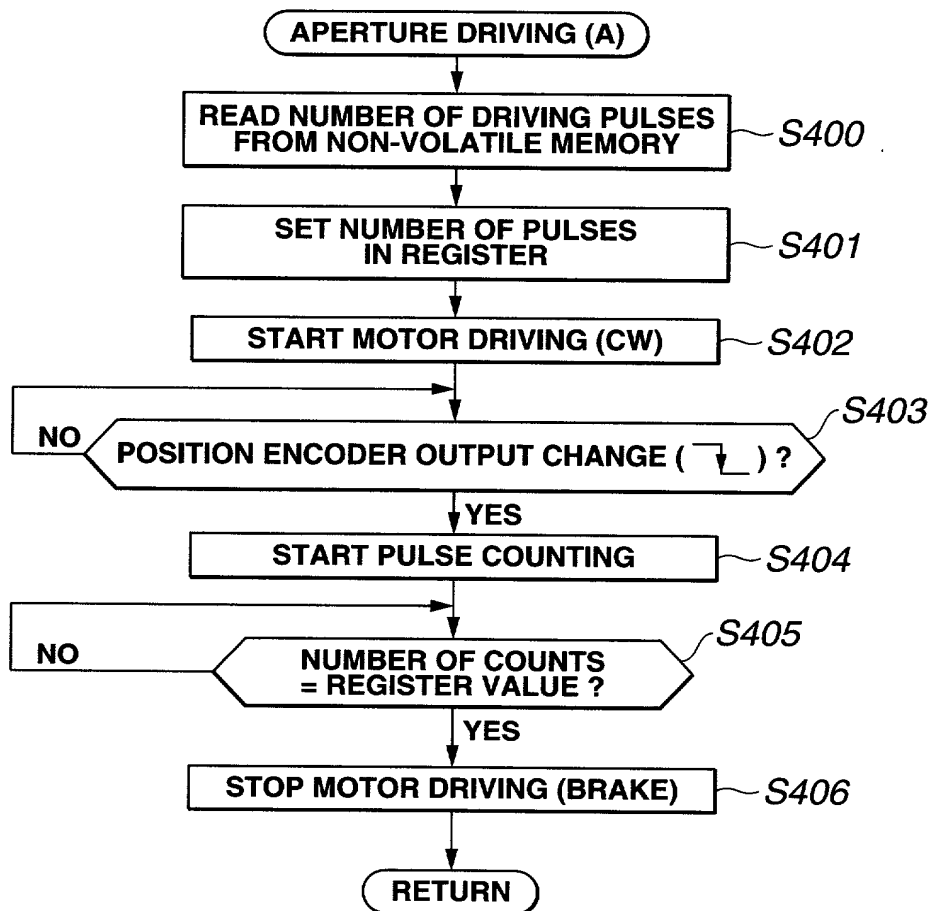 APERTURE DRIVING (A)
READ NUMBER OF DRIVING PULSES
FROM NON-VOLATILE MEMORY
S400
SET NUMBER OF PULSES
IN REGISTER
S401
START MOTOR DRIVING (CW)
S402
S403
NO
POSITION ENCODER OUTPUT CHANGE ( ) ?
YES
START PULSE COUNTING
S404
S405
NO
NUMBER OF COUNTS
= REGISTER VALUE ?
YES
STOP MOTOR DRIVING (BRAKE)
S406
RETURN